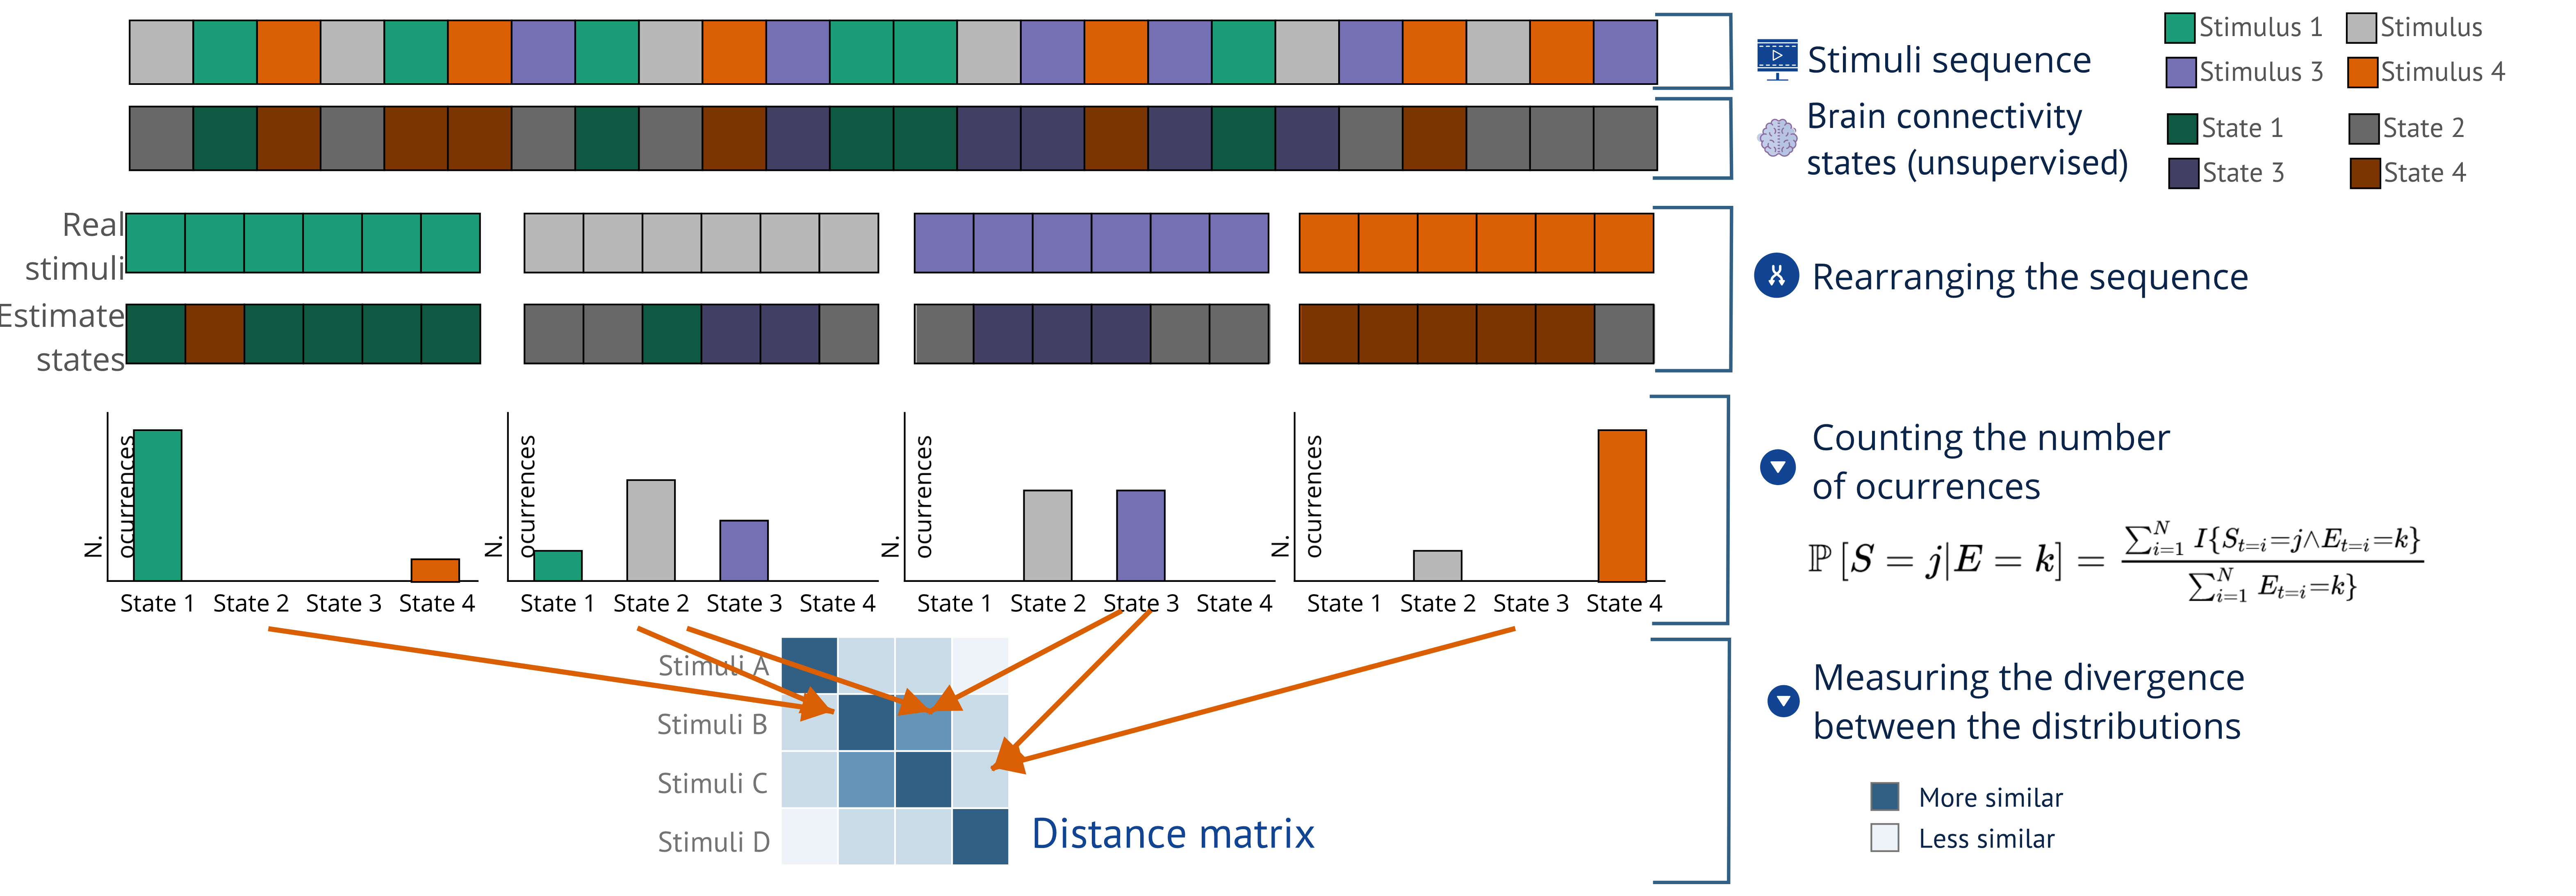 Stimuli sequence
Stimulus 1
Stimulus
Stimulus 3
Stimulus 4
Brain connectivity
states (unsupervised)
State 1
State 2
State 3
State 4
Real
stimuli
Estimate
states
Rearranging the sequence
N.
ocurrences
State 1 State 2 State 3 State 4
N.
ocurrences
State 1 State 2 State 3 State 4
N.
ocurrences
State 1 State 2 State 3 State 4
N.
ocurrences
State 1 State 2 State 3 State 4
Counting the number
of ocurrences
ℙ [S = j|E = k] = \frac{\sum_{i=1}^{N} I\{S_{t=i}=j∧E_{t=i}=k\}}{\sum_{i=1}^{N} E_{t=i}=k\}}
Stimuli A
Stimuli B
Stimuli C
Stimuli D
Distance matrix
Measuring the divergence
between the distributions
More similar
Less similar